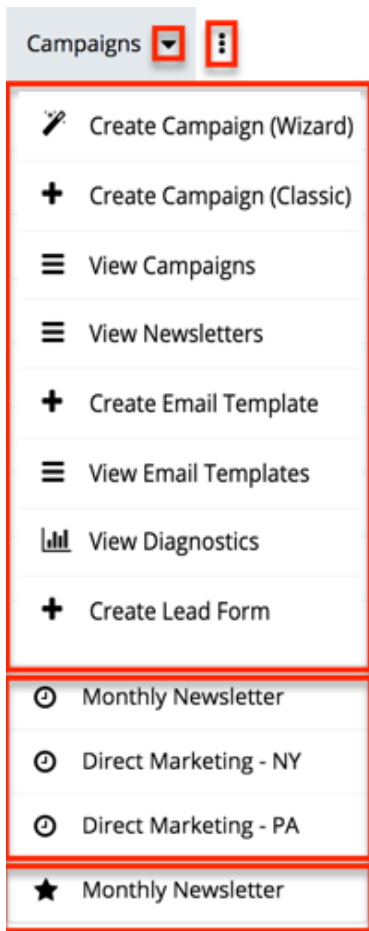 Campaigns
Create Campaign (Wizard)
Create Campaign (Classic)
View Campaigns
View Newsletters
Create Email Template
View Email Templates
View Diagnostics
Create Lead Form
Monthly Newsletter
Direct Marketing - NY
Direct Marketing - PA
Monthly Newsletter